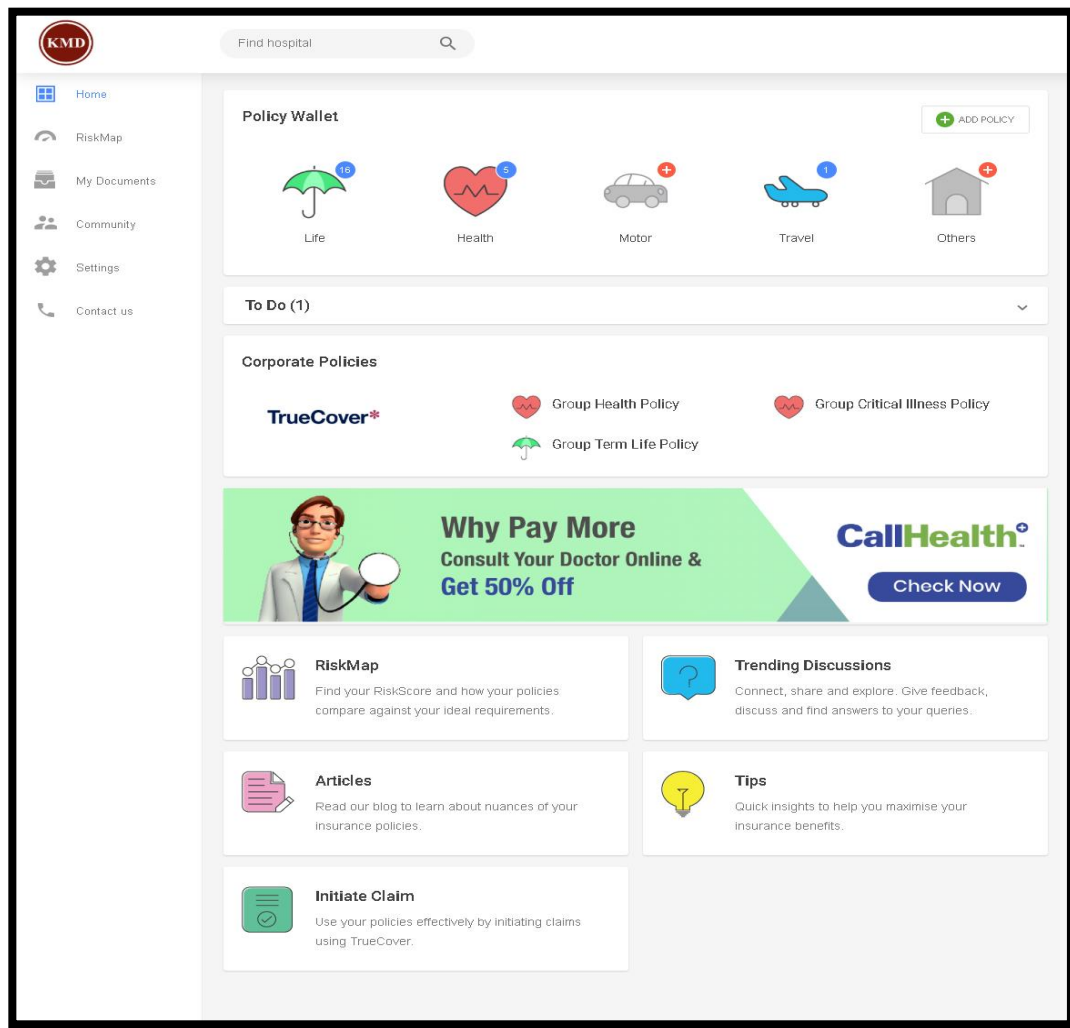 KMD
Find hospital
Home
RiskMap
My Documents
Community
Settings
Contact us
Policy Wallet
ADD POLICY
16
5
1
Life
Health
Motor
Travel
Others
To Do (1)
Corporate Policies
TrueCover*
Group Health Policy
Group Critical Illness Policy
Group Term Life Policy
Why Pay More
Consult Your Doctor Online &
Get 50% Off
CallHealth
Check Now
RiskMap
Find your RiskScore and how your policies
compare against your ideal requirements.
Trending Discussions
Connect, share and explore. Give feedback,
discuss and find answers to your queries.
Articles
Read our blog to learn about nuances of your
insurance policies.
Tips
Quick insights to help you maximise your
insurance benefits.
Initiate Claim
Use your policies effectively by initiating claims
using TrueCover.